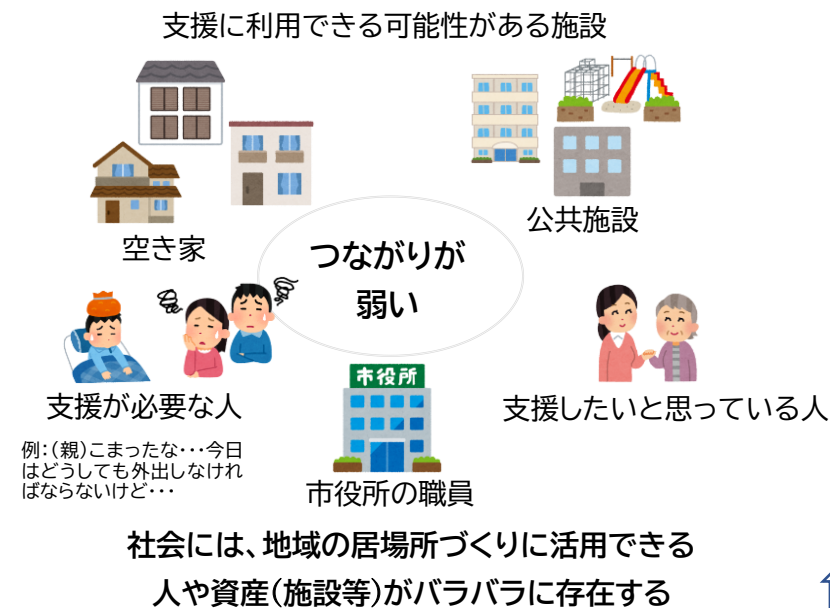 支援に利用できる可能性がある施設
空き家
公共施設
つながりが
弱い
支援が必要な人
例:(親)こまったな・・・今日
はどうしても外出しなけれ
ばならないけど・・・
市役所
市役所の職員
支援したいと思っている人
社会には、地域の居場所づくりに活用できる
人や資産(施設等)がバラバラに存在する